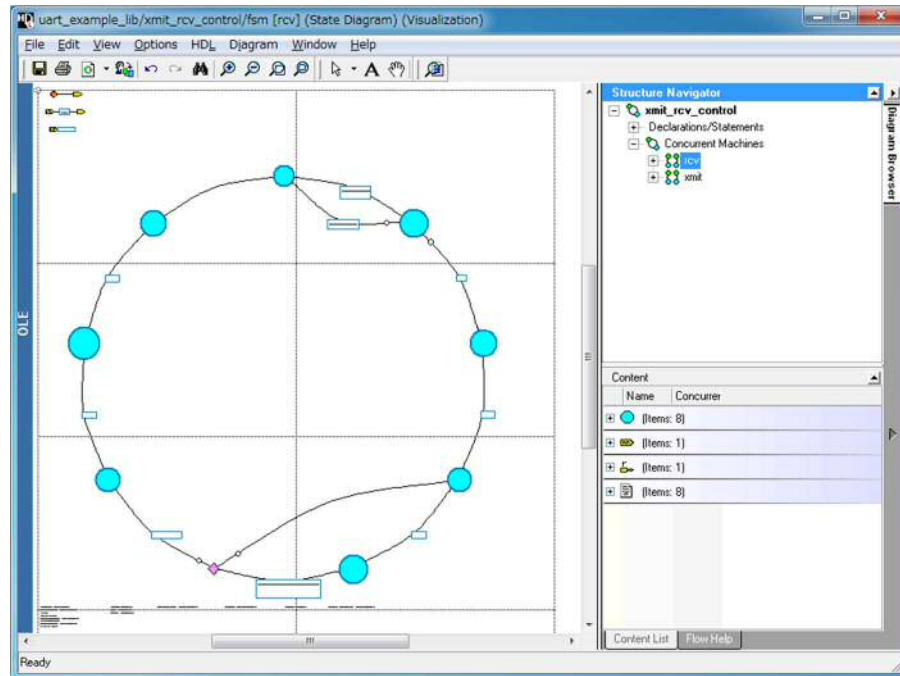 uart_example_lib/xmit_rcv_control/fsm [rcv] (State Diagram) (Visualization)
File Edit View Options HDL Diagram Window Help
Structure Navigator
xmit_rcv_control
Declarations/Statements
Concurrent Machines
rcv
xmit
Diagram Browser
OLE
Content
Name Concurrer
(Items: 8)
(Items: 1)
(Items: 1)
(Items: 8)
Content List Flow Help
Ready